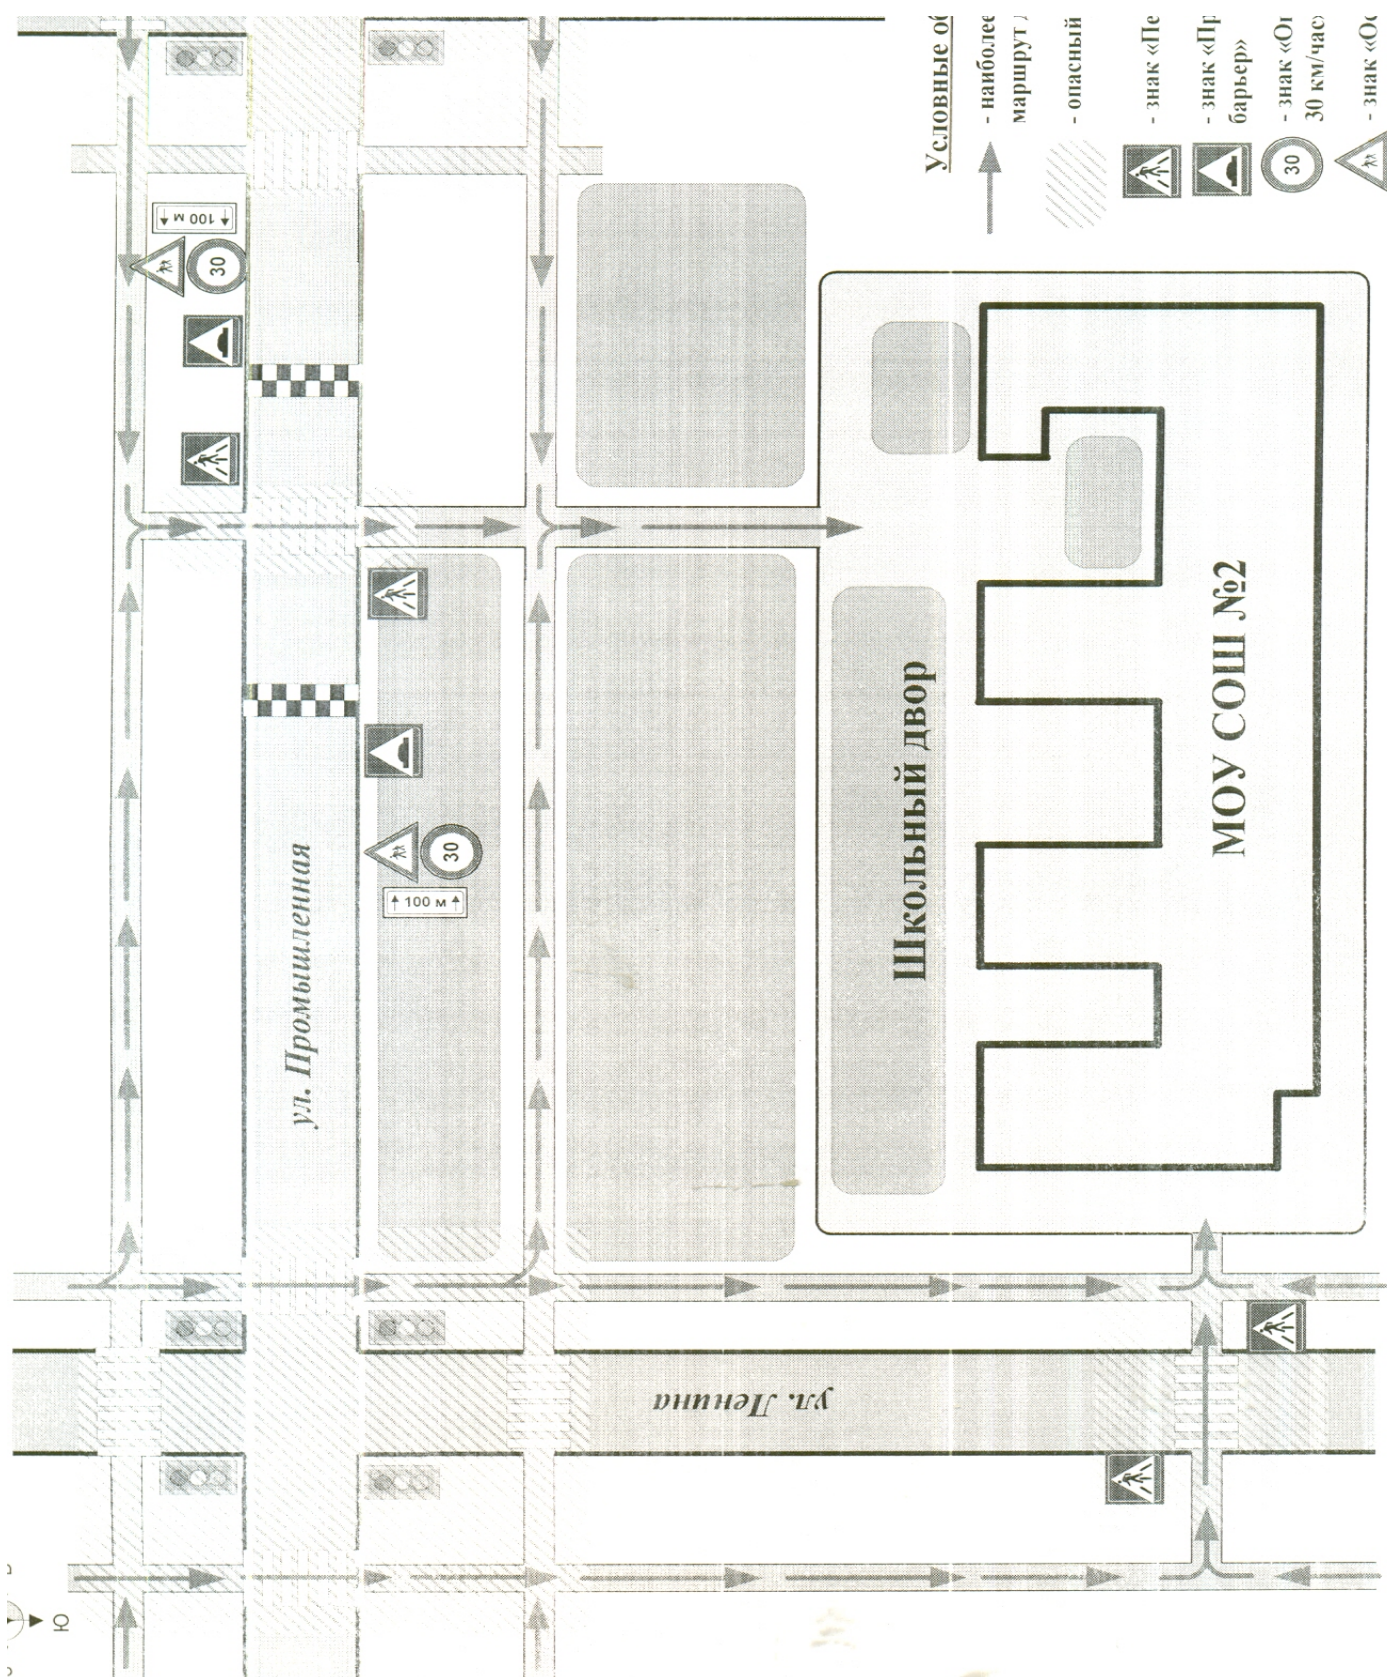 100 м
30
ул. Промышленная
100 м
30
Школьный двор
МОУ СОШ №2
ул. Ленина
Условные об
- наиболее
маршрут
- опасный
- знак «Пе
- знак «Пр
барьер»
- знак «Ог
30 км/час»
30
- знак «Ос
Ю